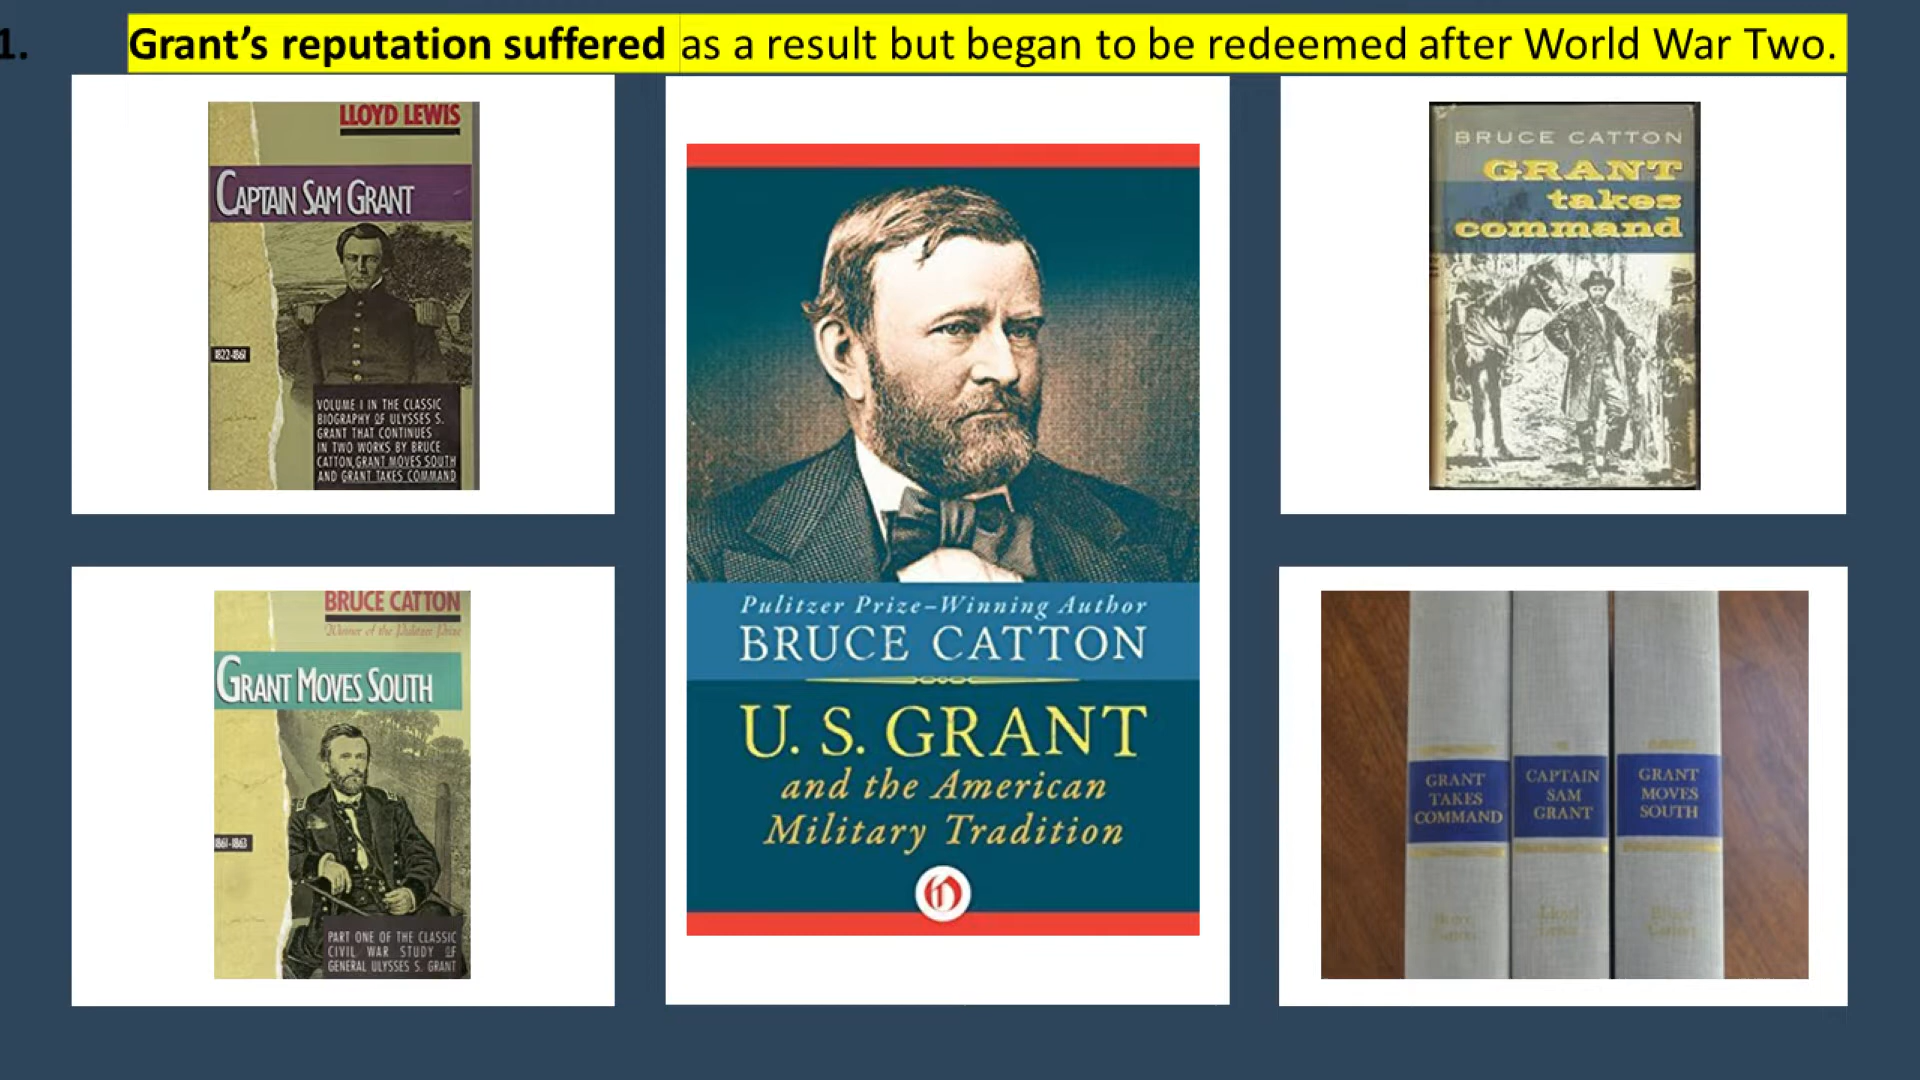 1. Grant’s reputation suffered as a result but began to be redeemed after World War Two.
LLOYD LEWIS
CAPTAIN SAM GRANT
1822-1861
VOLUME I IN THE CLASSIC
BIOGRAPHY OF ULYSSES S.
GRANT THAT CONTINUES
IN TWO WORKS BY BRUCE
CATTON, GRANT MOVES SOUTH
AND GRANT TAKES COMMAND
BRUCE CATTON
Winner of the Pulitzer Prize
GRANT MOVES SOUTH
1861-1863
PART ONE OF THE CLASSIC
CIVIL WAR STUDY OF
GENERAL ULYSSES S. GRANT
Pulitzer Prize–Winning Author
BRUCE CATTON
U. S. GRANT
and the American
Military Tradition
BRUCE CATTON
GRANT
takes
command
GRANT
TAKES
COMMAND
CAPTAIN
SAM
GRANT
GRANT
MOVES
SOUTH